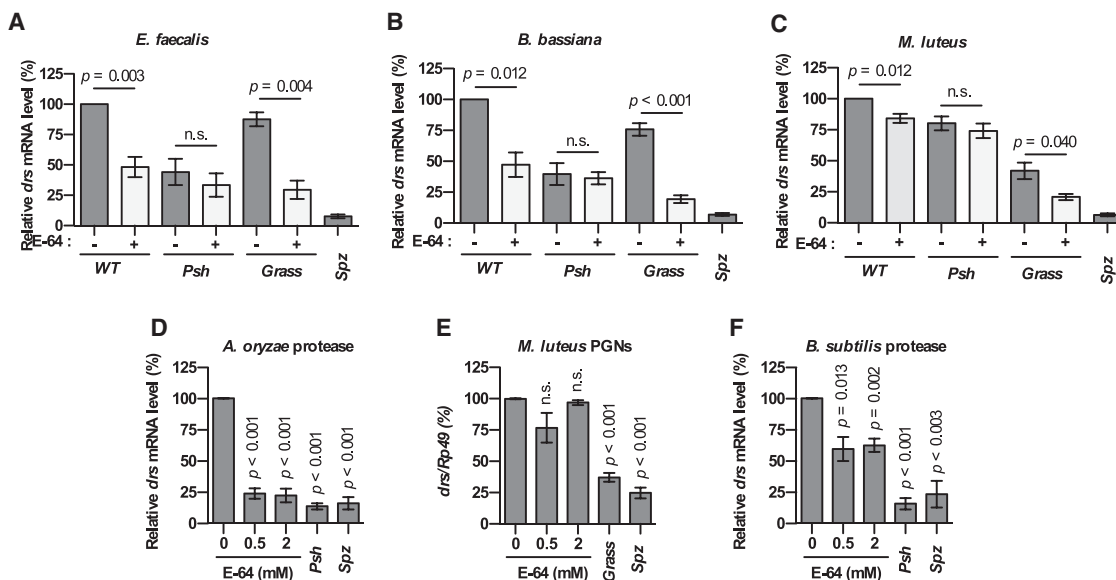 A
E. faecalis
Relative drs mRNA level (%)
125
100
75
50
25
0
p = 0.003
n.s.
p = 0.004
E-64 : - + - + - +
WT Psh Grass Spz
B
B. bassiana
Relative drs mRNA level (%)
125
100
75
50
25
0
p = 0.012
n.s.
p < 0.001
E-64 : - + - + - +
WT Psh Grass Spz
C
M. luteus
Relative drs mRNA level (%)
125
100
75
50
25
0
p = 0.012
n.s.
p = 0.040
E-64 : - + - + - +
WT Psh Grass Spz
D
A. oryzae protease
Relative drs mRNA level (%)
125
100
75
50
25
0
p < 0.001
p < 0.001
p < 0.001
p < 0.001
0 0.5 2 Psh Spz
E-64 (mM)
E
M. luteus PGNs
drs/Rp49 (%)
125
100
75
50
25
0
n.s.
n.s.
p < 0.001
p < 0.001
0 0.5 2 Grass Spz
E-64 (mM)
F
B. subtilis protease
Relative drs mRNA level (%)
125
100
75
50
25
0
p = 0.013
p = 0.002
p < 0.001
p < 0.003
0 0.5 2 Psh Spz
E-64 (mM)